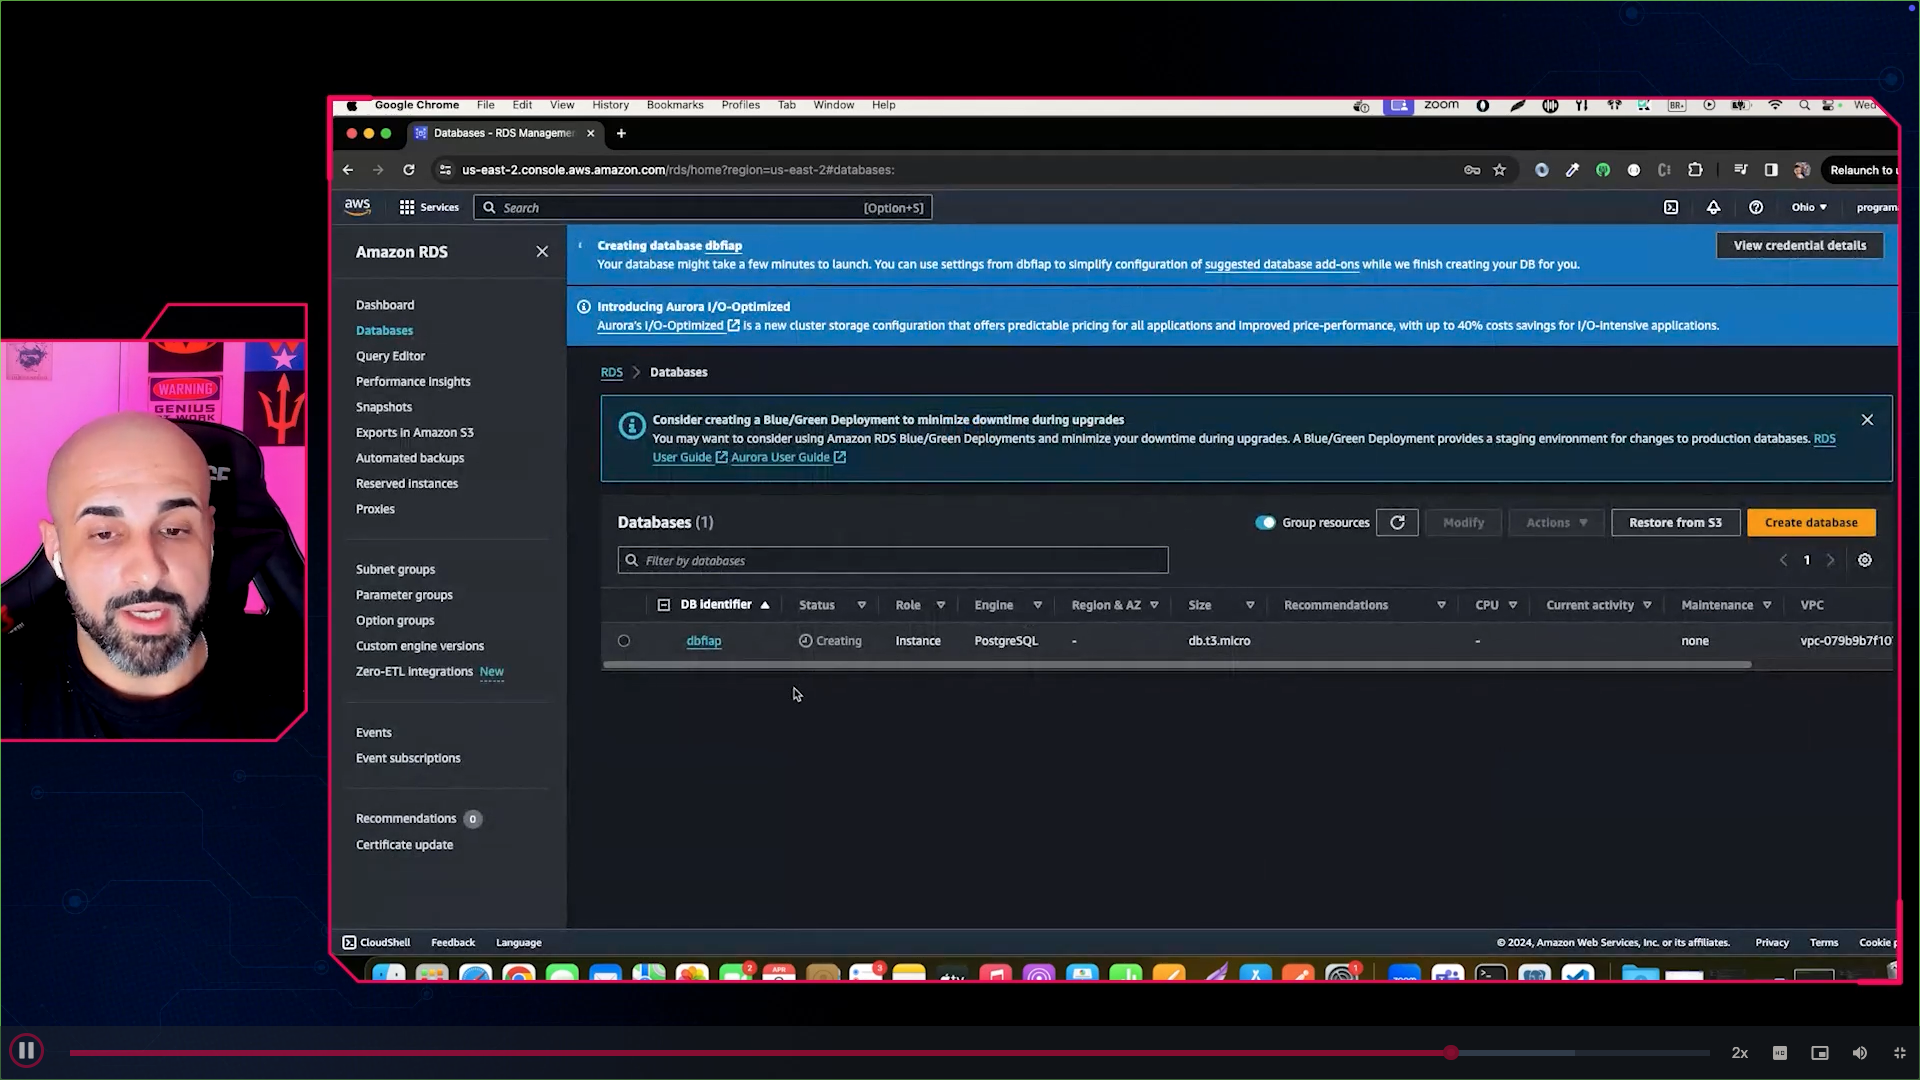 Google Chrome File Edit View History Bookmarks Profiles Tab Window Help zoom Wed
Databases - RDS Manageme
us-east-2.console.aws.amazon.com/rds/home?region=us-east-2#databases:
Relaunch to u
aws Services Search [Option+S] Ohio program
Amazon RDS
Dashboard
Databases
Query Editor
Performance insights
Snapshots
Exports in Amazon S3
Automated backups
Reserved instances
Proxies
Subnet groups
Parameter groups
Option groups
Custom engine versions
Zero-ETL integrations New
Events
Event subscriptions
Recommendations 0
Certificate update
Creating database dbfiap
Your database might take a few minutes to launch. You can use settings from dbfiap to simplify configuration of suggested database add-ons while we finish creating your DB for you.
View credential details
Introducing Aurora I/O-Optimized
Aurora's I/O-Optimized is a new cluster storage configuration that offers predictable pricing for all applications and improved price-performance, with up to 40% costs savings for I/O-intensive applications.
RDS > Databases
Consider creating a Blue/Green Deployment to minimize downtime during upgrades
You may want to consider using Amazon RDS Blue/Green Deployments and minimize your downtime during upgrades. A Blue/Green Deployment provides a staging environment for changes to production databases. RDS
User Guide Aurora User Guide
Databases (1)
Group resources Modify Actions Restore from S3 Create database
Filter by databases
1
DB identifier Status Role Engine Region & AZ Size Recommendations CPU Current activity Maintenance VPC
dbfiap Creating Instance PostgreSQL - db.t3.micro - none vpc-079b9b7f10
CloudShell Feedback Language
© 2024, Amazon Web Services, Inc. or its affiliates. Privacy Terms Cookie p
WARNING
GENIUS
AT WORK
2x